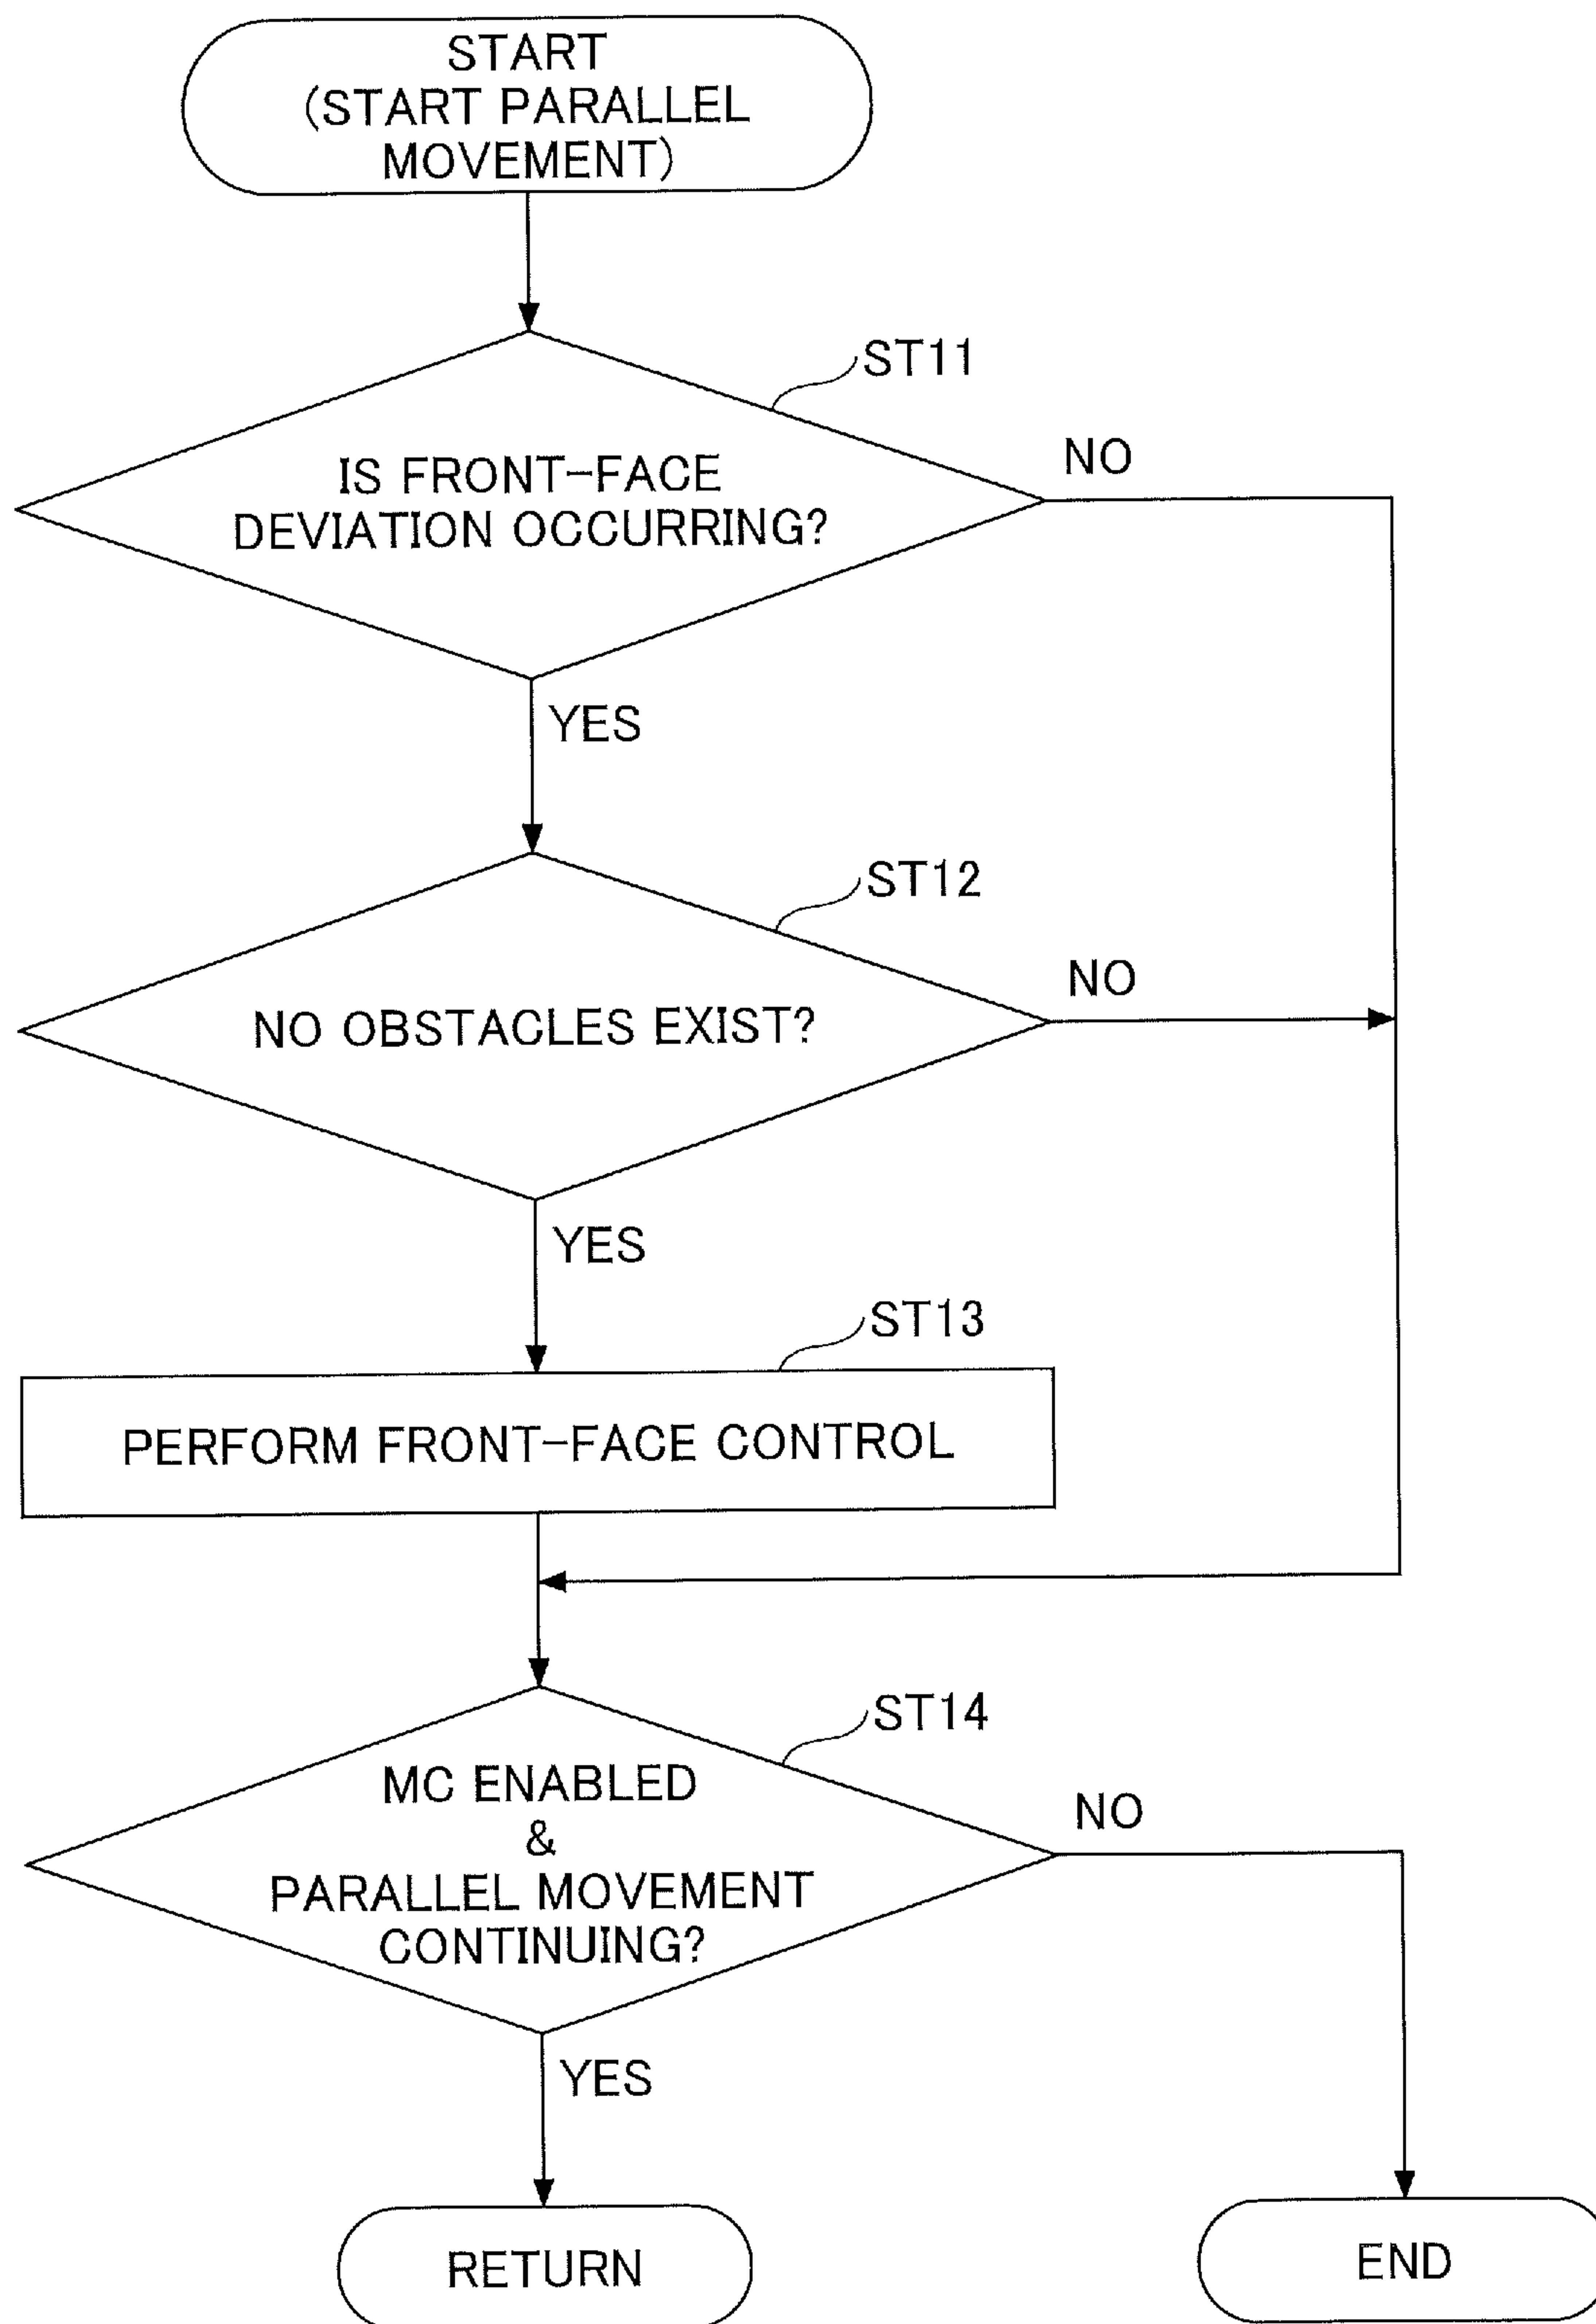 START
(START PARALLEL
MOVEMENT)
ST11
IS FRONT-FACE
DEVIATION OCCURRING?
NO
YES
ST12
NO OBSTACLES EXIST?
NO
YES
ST13
PERFORM FRONT-FACE CONTROL
ST14
MC ENABLED
&
PARALLEL MOVEMENT
CONTINUING?
NO
YES
RETURN
END